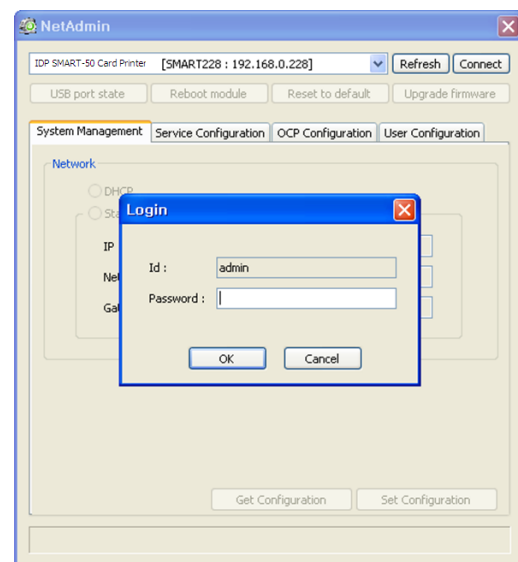 NetAdmin
IDP SMART-50 Card Printer [SMART228 : 192.168.0.228] Refresh Connect
USB port state Reboot module Reset to default Upgrade firmware
System Management Service Configuration OCP Configuration User Configuration
Network
DHCP
Login
IP
Id : admin
Password :
OK Cancel
Get Configuration Set Configuration